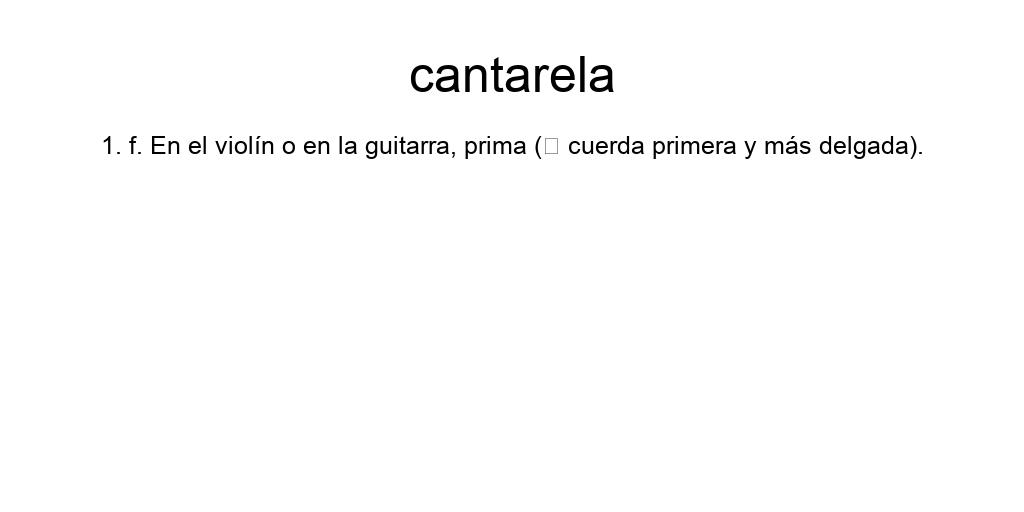 cantarela
1. f. En el violín o en la guitarra, prima (□ cuerda primera y más delgada).